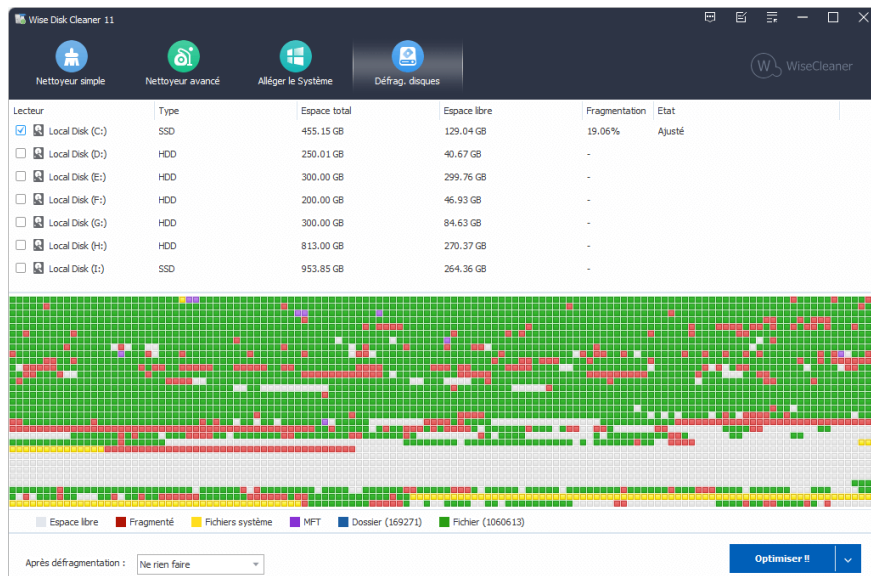 Wise Disk Cleaner 11
Nettoyeur simple
Nettoyeur avancé
Alléger le Système
Défrag. disques
W WiseCleaner
Lecteur Type Espace total Espace libre Fragmentation Etat
Local Disk (C:) SSD 455.15 GB 129.04 GB 19.06% Ajusté
Local Disk (D:) HDD 250.01 GB 40.67 GB -
Local Disk (E:) HDD 300.00 GB 299.76 GB -
Local Disk (F:) HDD 200.00 GB 46.93 GB -
Local Disk (G:) HDD 300.00 GB 84.63 GB -
Local Disk (H:) HDD 813.00 GB 270.37 GB -
Local Disk (I:) SSD 953.85 GB 264.36 GB -
Espace libre Fragmenté Fichiers système MFT Dossier (169271) Fichier (1060613)
Après défragmentation : Ne rien faire Optimiser !!